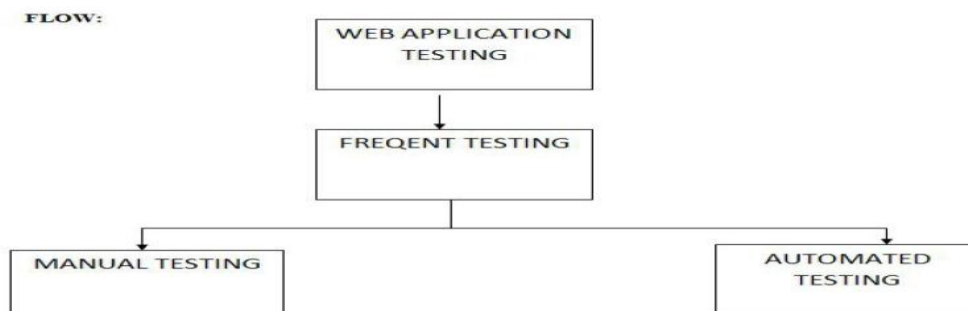 FLOW:
WEB APPLICATION
TESTING
FREQENT TESTING
MANUAL TESTING
AUTOMATED
TESTING